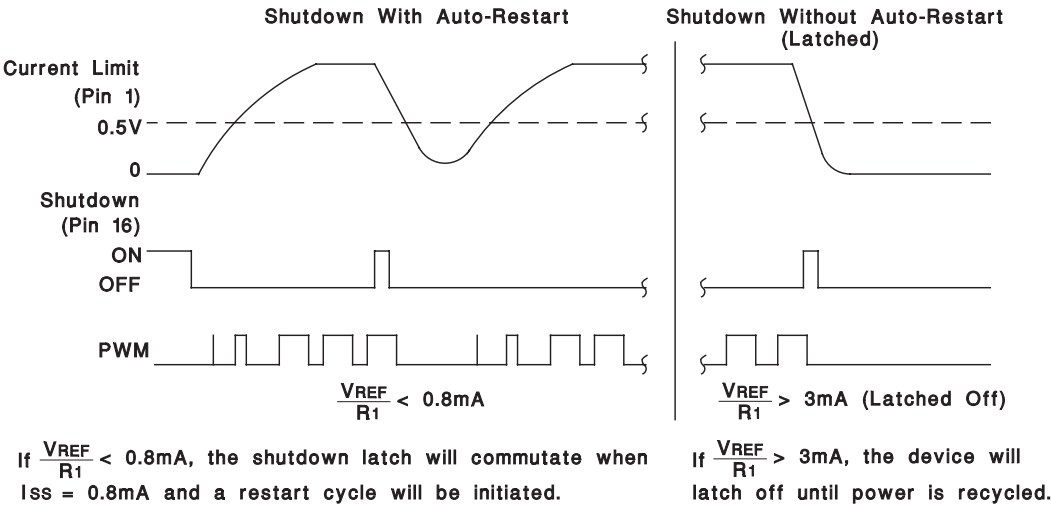 Shutdown With Auto-Restart
Shutdown Without Auto-Restart
(Latched)
Current Limit
(Pin 1)
0.5V
0
Shutdown
(Pin 16)
ON
OFF
PWM
VREF
R1
< 0.8mA
VREF
R1
> 3mA (Latched Off)
If VREF/R1 < 0.8mA, the shutdown latch will commutate when
ISS = 0.8mA and a restart cycle will be initiated.
If VREF/R1 > 3mA, the device will
latch off until power is recycled.